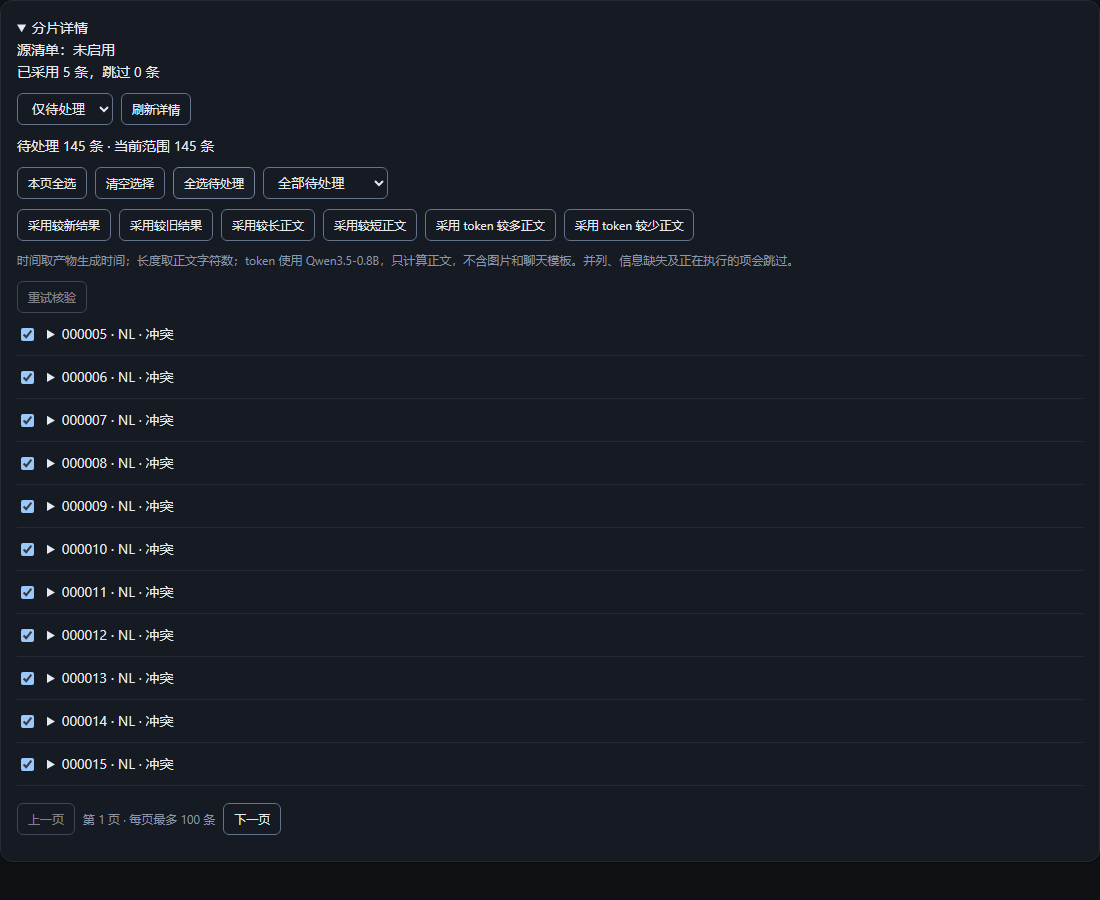 ▼ 分片详情
源清单：未启用
已采用 5 条，跳过 0 条
仅待处理 刷新详情
待处理 145 条 · 当前范围 145 条
本页全选 清空选择 全选待处理 全部待处理
采用较新结果 采用较旧结果 采用较长正文 采用较短正文 采用 token 较多正文 采用 token 较少正文
时间取产物生成时间；长度取正文字符数；token 使用 Qwen3.5-0.8B，只计算正文，不含图片和聊天模板。并列、信息缺失及正在执行的项会跳过。
重试核验
▶ 000005 · NL · 冲突
▶ 000006 · NL · 冲突
▶ 000007 · NL · 冲突
▶ 000008 · NL · 冲突
▶ 000009 · NL · 冲突
▶ 000010 · NL · 冲突
▶ 000011 · NL · 冲突
▶ 000012 · NL · 冲突
▶ 000013 · NL · 冲突
▶ 000014 · NL · 冲突
▶ 000015 · NL · 冲突
上一页 第 1 页 · 每页最多 100 条 下一页